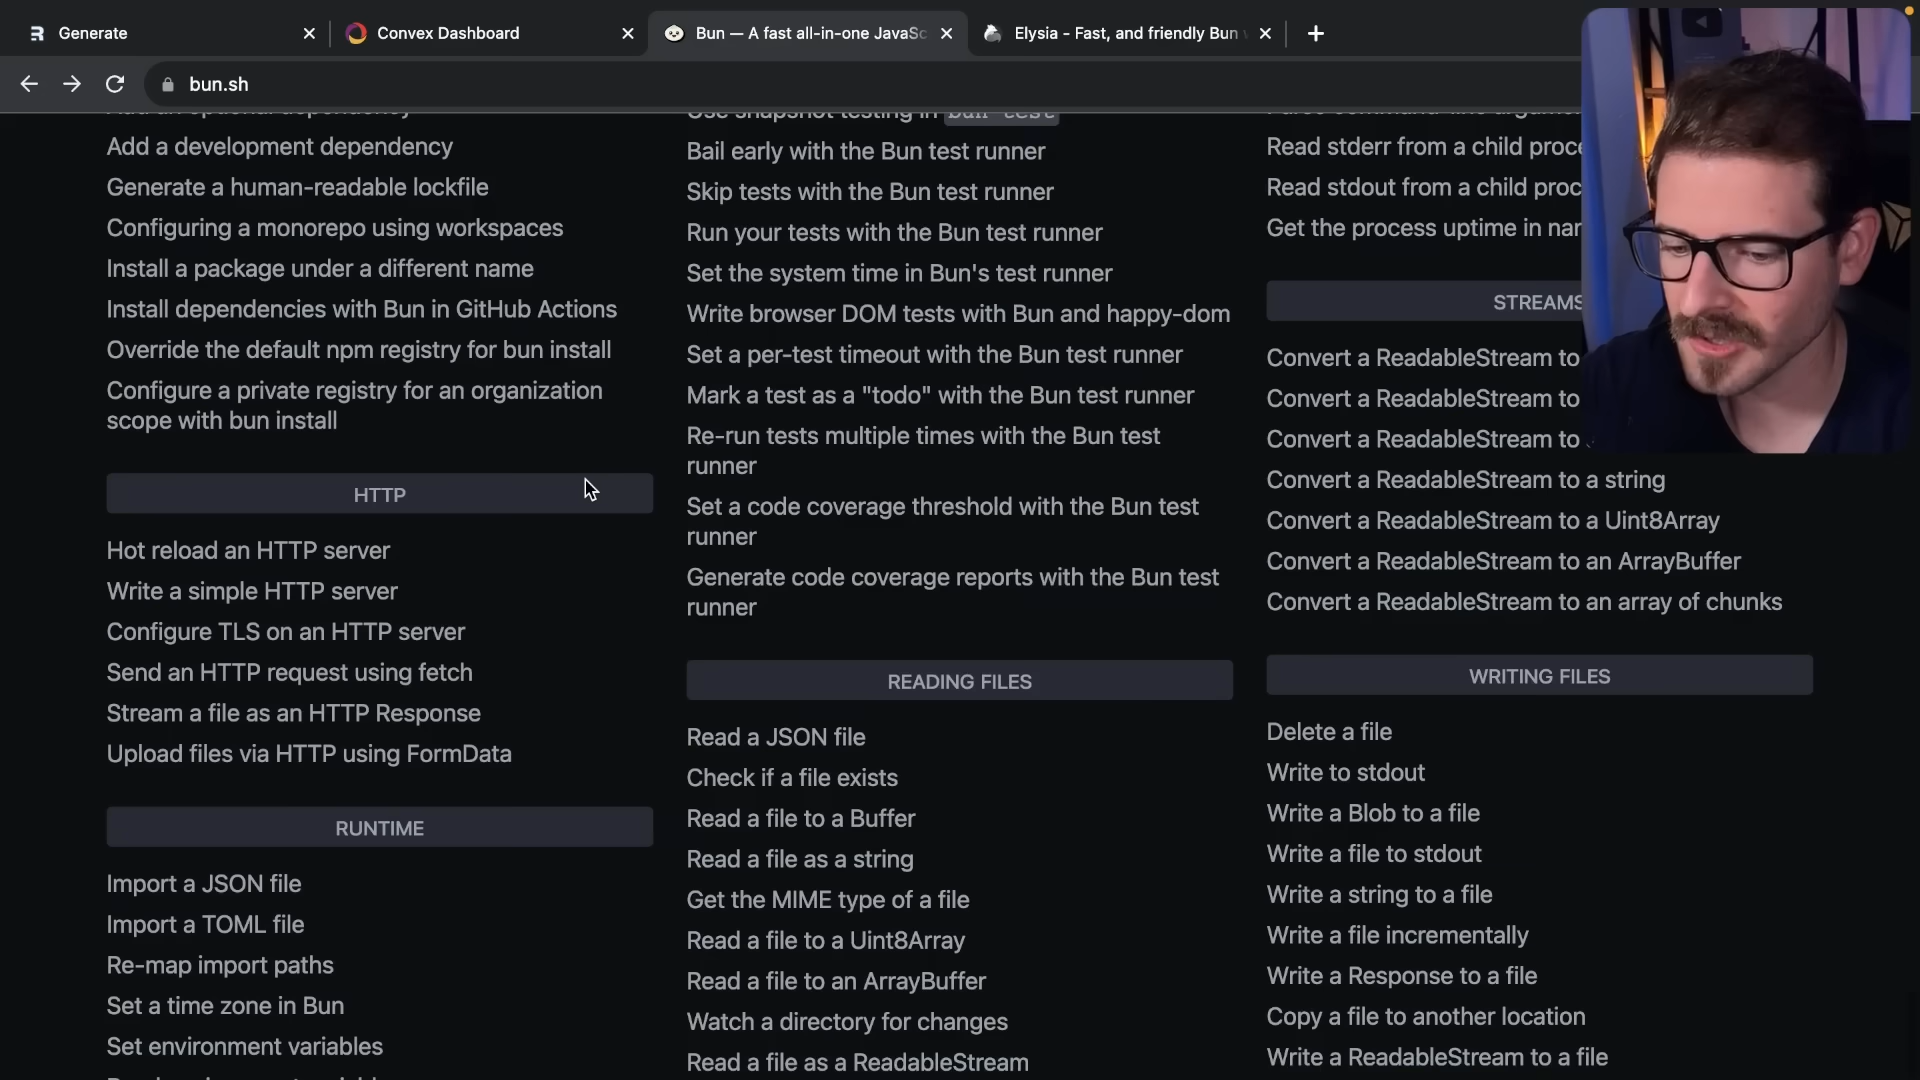 Generate
Convex Dashboard
Bun — A fast all-in-one JavaSc
Elysia - Fast, and friendly Bun
bun.sh
Add an optional dependency
Add a development dependency
Generate a human-readable lockfile
Configuring a monorepo using workspaces
Install a package under a different name
Install dependencies with Bun in GitHub Actions
Override the default npm registry for bun install
Configure a private registry for an organization
scope with bun install
HTTP
Hot reload an HTTP server
Write a simple HTTP server
Configure TLS on an HTTP server
Send an HTTP request using fetch
Stream a file as an HTTP Response
Upload files via HTTP using FormData
RUNTIME
Import a JSON file
Import a TOML file
Re-map import paths
Set a time zone in Bun
Set environment variables
Use snapshot testing in bun test
Bail early with the Bun test runner
Skip tests with the Bun test runner
Run your tests with the Bun test runner
Set the system time in Bun's test runner
Write browser DOM tests with Bun and happy-dom
Set a per-test timeout with the Bun test runner
Mark a test as a "todo" with the Bun test runner
Re-run tests multiple times with the Bun test
runner
Set a code coverage threshold with the Bun test
runner
Generate code coverage reports with the Bun test
runner
READING FILES
Read a JSON file
Check if a file exists
Read a file to a Buffer
Read a file as a string
Get the MIME type of a file
Read a file to a Uint8Array
Read a file to an ArrayBuffer
Watch a directory for changes
Read a file as a ReadableStream
Read stderr from a child proc
Read stdout from a child proc
Get the process uptime in nan
STREAMS
Convert a ReadableStream to
Convert a ReadableStream to
Convert a ReadableStream to
Convert a ReadableStream to a string
Convert a ReadableStream to a Uint8Array
Convert a ReadableStream to an ArrayBuffer
Convert a ReadableStream to an array of chunks
WRITING FILES
Delete a file
Write to stdout
Write a Blob to a file
Write a file to stdout
Write a string to a file
Write a file incrementally
Write a Response to a file
Copy a file to another location
Write a ReadableStream to a file